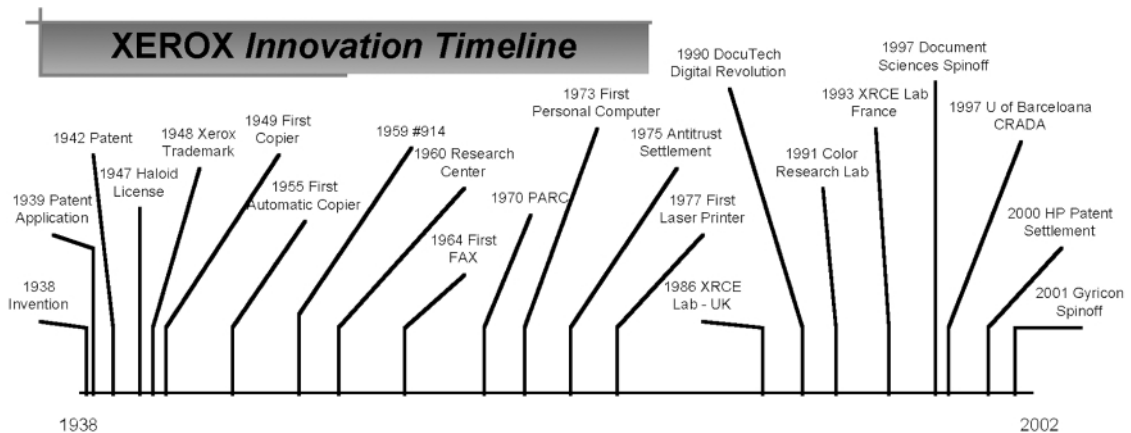 XEROX Innovation Timeline
1938
Invention
1939 Patent
Application
1942 Patent
1947 Haloid
License
1948 Xerox
Trademark
1949 First
Copier
1955 First
Automatic Copier
1959 #914
1960 Research
Center
1964 First
FAX
1970 PARC
1973 First
Personal Computer
1975 Antitrust
Settlement
1977 First
Laser Printer
1986 XRCE
Lab - UK
1990 DocuTech
Digital Revolution
1991 Color
Research Lab
1993 XRCE Lab
France
1997 Document
Sciences Spinoff
1997 U of Barceloana
CRADA
2000 HP Patent
Settlement
2001 Gyricon
Spinoff
1938
2002